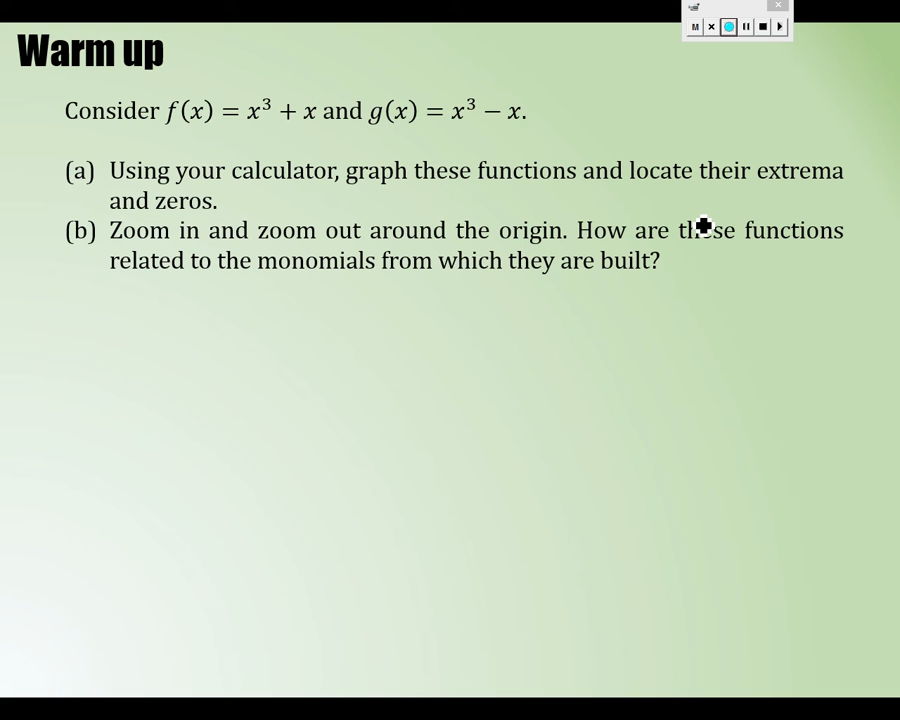 Warm up
Consider f(x) = x³ + x and g(x) = x³ − x.
(a) Using your calculator, graph these functions and locate their extrema
and zeros.
(b) Zoom in and zoom out around the origin. How are these functions
related to the monomials from which they are built?
M